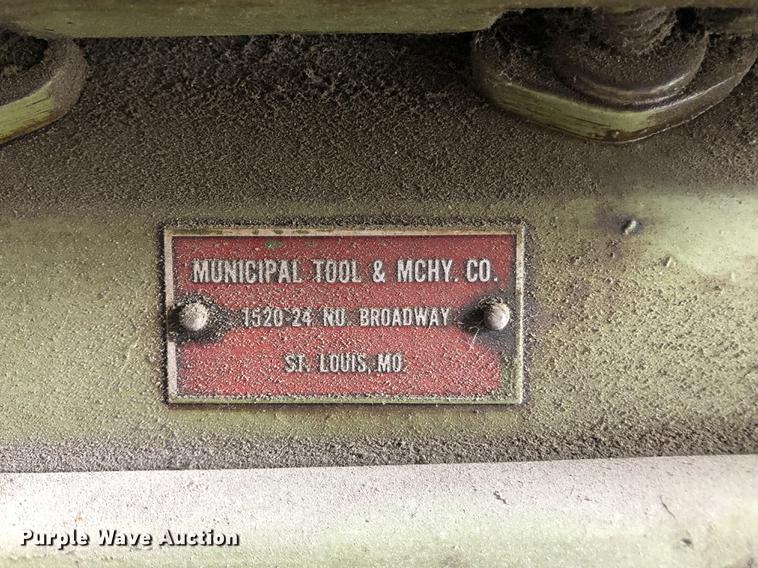 MUNICIPAL TOOL & MCHY. CO.
1520-24 NO. BROADWAY
ST. LOUIS, MO.
Purple Wave Auction